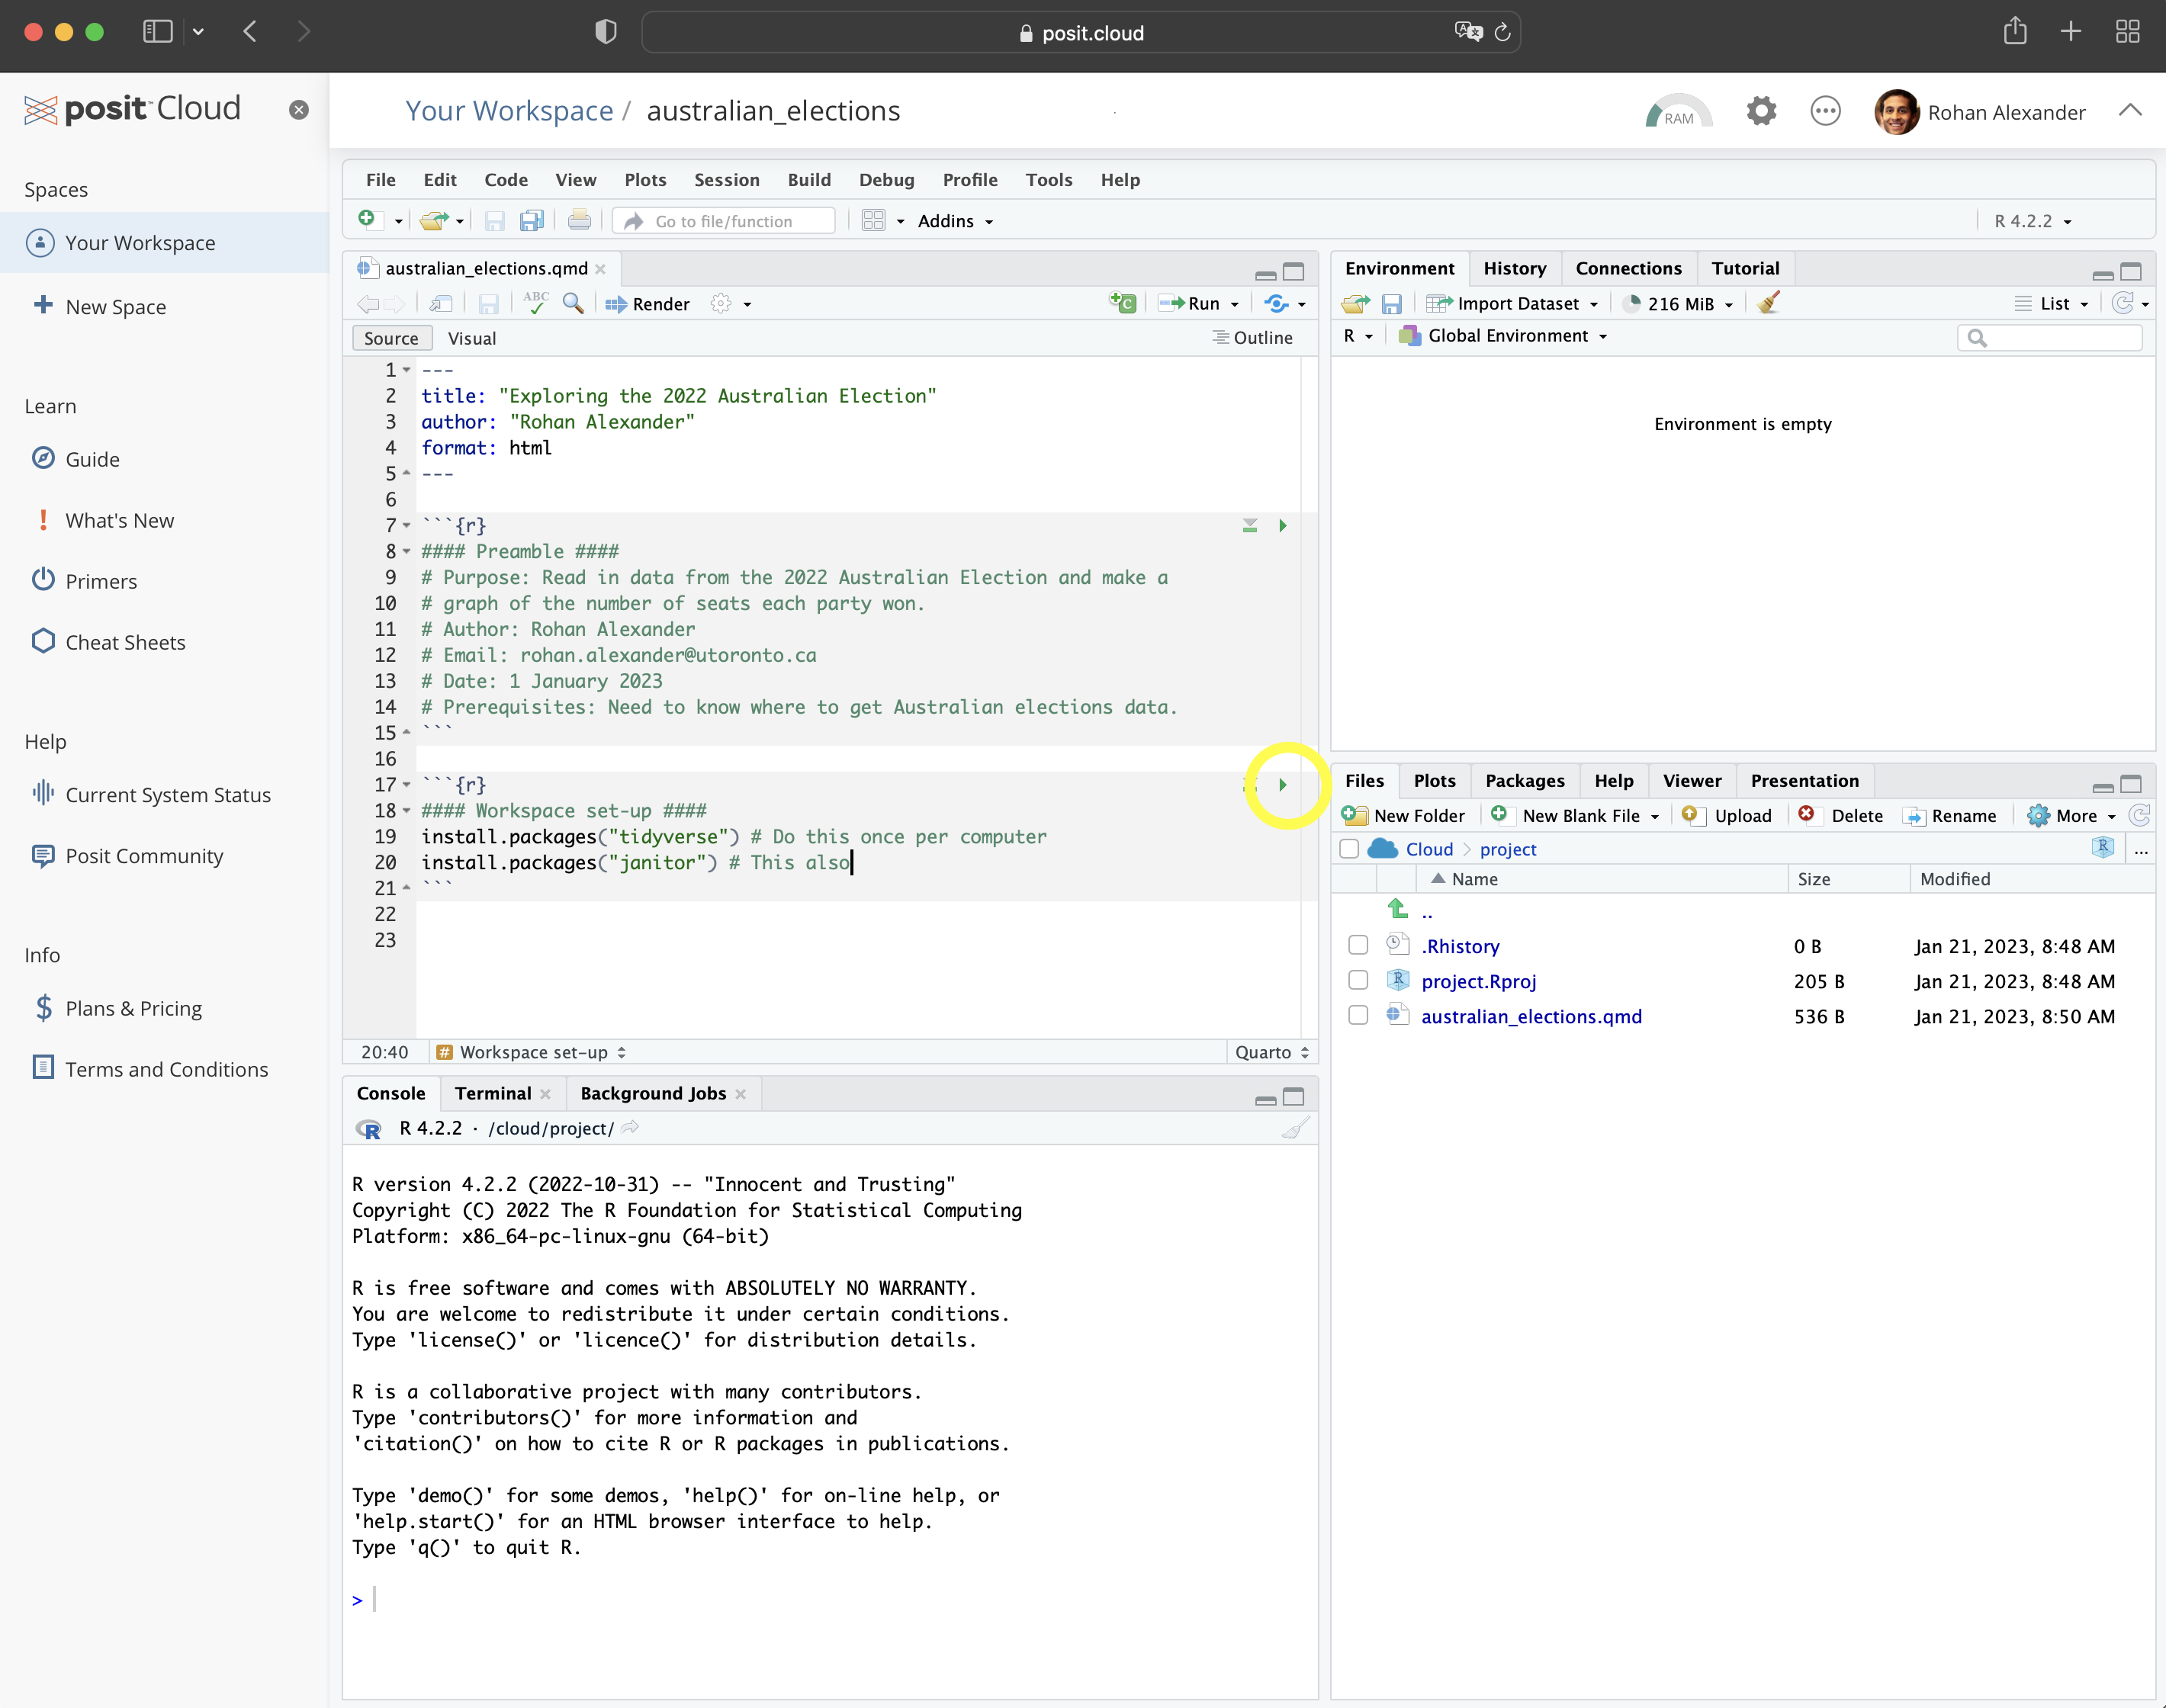 posit.cloud
posit Cloud
Your Workspace / australian_elections
RAM
Rohan Alexander
Spaces
Your Workspace
New Space
Learn
Guide
What's New
Primers
Cheat Sheets
Help
Current System Status
Posit Community
Info
Plans & Pricing
Terms and Conditions
File Edit Code View Plots Session Build Debug Profile Tools Help
Go to file/function Addins R 4.2.2
australian_elections.qmd
ABC Render Run
Source Visual Outline
1 ---
2 title: "Exploring the 2022 Australian Election"
3 author: "Rohan Alexander"
4 format: html
5 ---
6
7 ```{r}
8 #### Preamble ####
9 # Purpose: Read in data from the 2022 Australian Election and make a
10 # graph of the number of seats each party won.
11 # Author: Rohan Alexander
12 # Email: rohan.alexander@utoronto.ca
13 # Date: 1 January 2023
14 # Prerequisites: Need to know where to get Australian elections data.
15 ```
16
17 ```{r}
18 #### Workspace set-up ####
19 install.packages("tidyverse") # Do this once per computer
20 install.packages("janitor") # This also
21 ```
22
23
20:40 # Workspace set-up Quarto
Console Terminal Background Jobs
R R 4.2.2 · /cloud/project/
R version 4.2.2 (2022-10-31) -- "Innocent and Trusting"
Copyright (C) 2022 The R Foundation for Statistical Computing
Platform: x86_64-pc-linux-gnu (64-bit)
R is free software and comes with ABSOLUTELY NO WARRANTY.
You are welcome to redistribute it under certain conditions.
Type 'license()' or 'licence()' for distribution details.
R is a collaborative project with many contributors.
Type 'contributors()' for more information and
'citation()' on how to cite R or R packages in publications.
Type 'demo()' for some demos, 'help()' for on-line help, or
'help.start()' for an HTML browser interface to help.
Type 'q()' to quit R.
>
Environment History Connections Tutorial
Import Dataset 216 MiB List
R Global Environment
Environment is empty
Files Plots Packages Help Viewer Presentation
New Folder New Blank File Upload Delete Rename More
Cloud > project R ...
Name Size Modified
..
.Rhistory 0 B Jan 21, 2023, 8:48 AM
project.Rproj 205 B Jan 21, 2023, 8:48 AM
australian_elections.qmd 536 B Jan 21, 2023, 8:50 AM